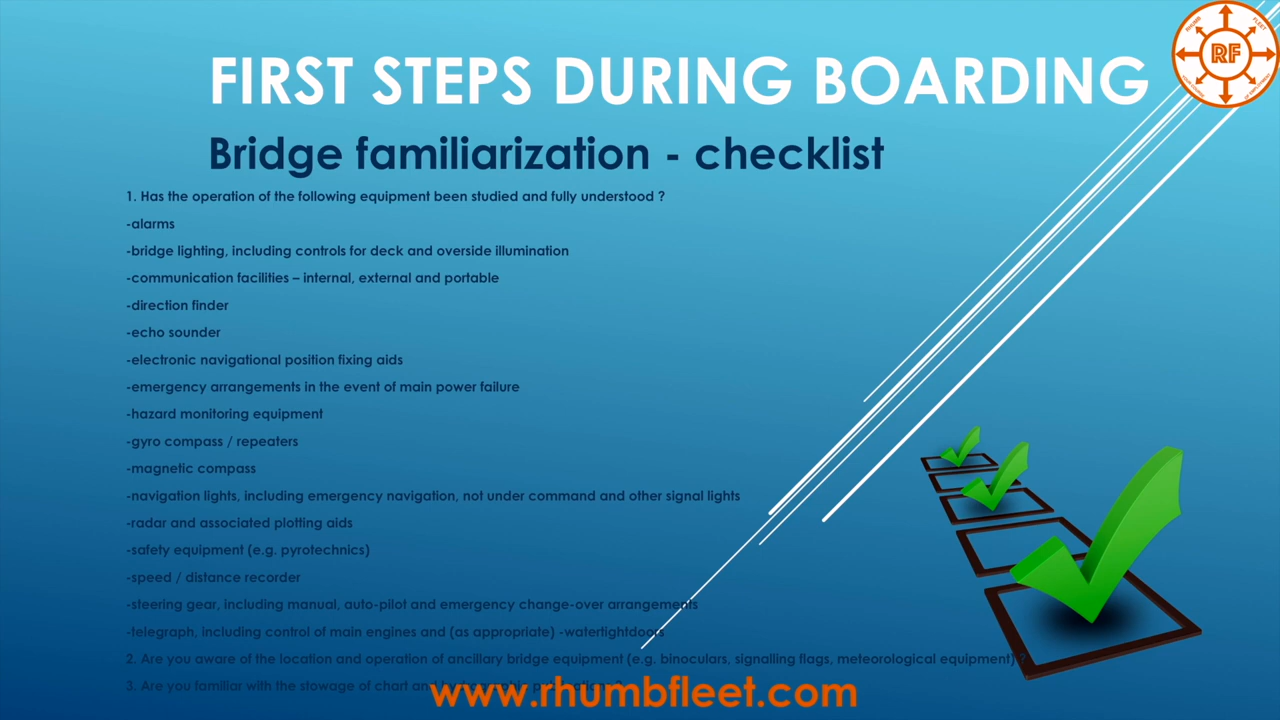 FIRST STEPS DURING BOARDING
RF
Bridge familiarization - checklist
1. Has the operation of the following equipment been studied and fully understood ?
-alarms
-bridge lighting, including controls for deck and overside illumination
-communication facilities – internal, external and portable
-direction finder
-echo sounder
-electronic navigational position fixing aids
-emergency arrangements in the event of main power failure
-hazard monitoring equipment
-gyro compass / repeaters
-magnetic compass
-navigation lights, including emergency navigation, not under command and other signal lights
-radar and associated plotting aids
-safety equipment (e.g. pyrotechnics)
-speed / distance recorder
-steering gear, including manual, auto-pilot and emergency change-over arrangements
-telegraph, including control of main engines and (as appropriate) -watertightdoors
2. Are you aware of the location and operation of ancillary bridge equipment (e.g. binoculars, signalling flags, meteorological equipment) ?
3. Are you familiar with the stowage of chart and ?
www.rhumbfleet.com